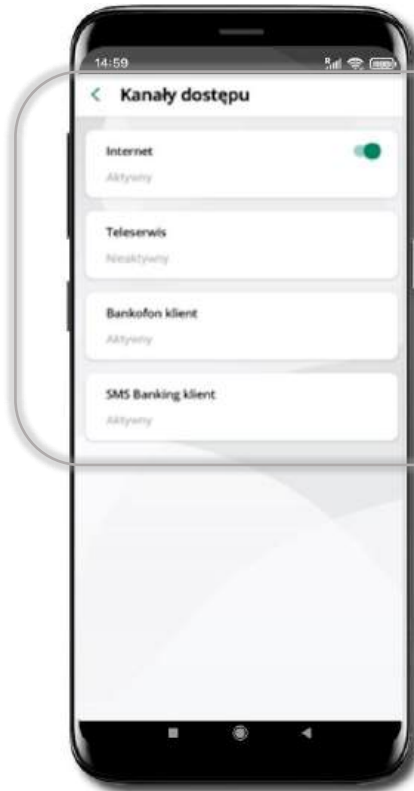 14:59
Kanały dostępu
Internet
Aktywny
Teleserwis
Nieaktywny
Bankofon klient
Aktywny
SMS Banking klient
Aktywny